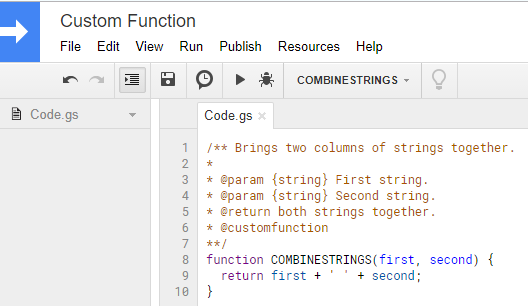 Custom Function
File Edit View Run Publish Resources Help
COMBINESTRINGS
Code.gs
Code.gs ×
1 /** Brings two columns of strings together.
2 *
3 * @param {string} First string.
4 * @param {string} Second string.
5 * @return both strings together.
6 * @customfunction
7 **/
8 function COMBINESTRINGS(first, second) {
9   return first + ' ' + second;
10 }